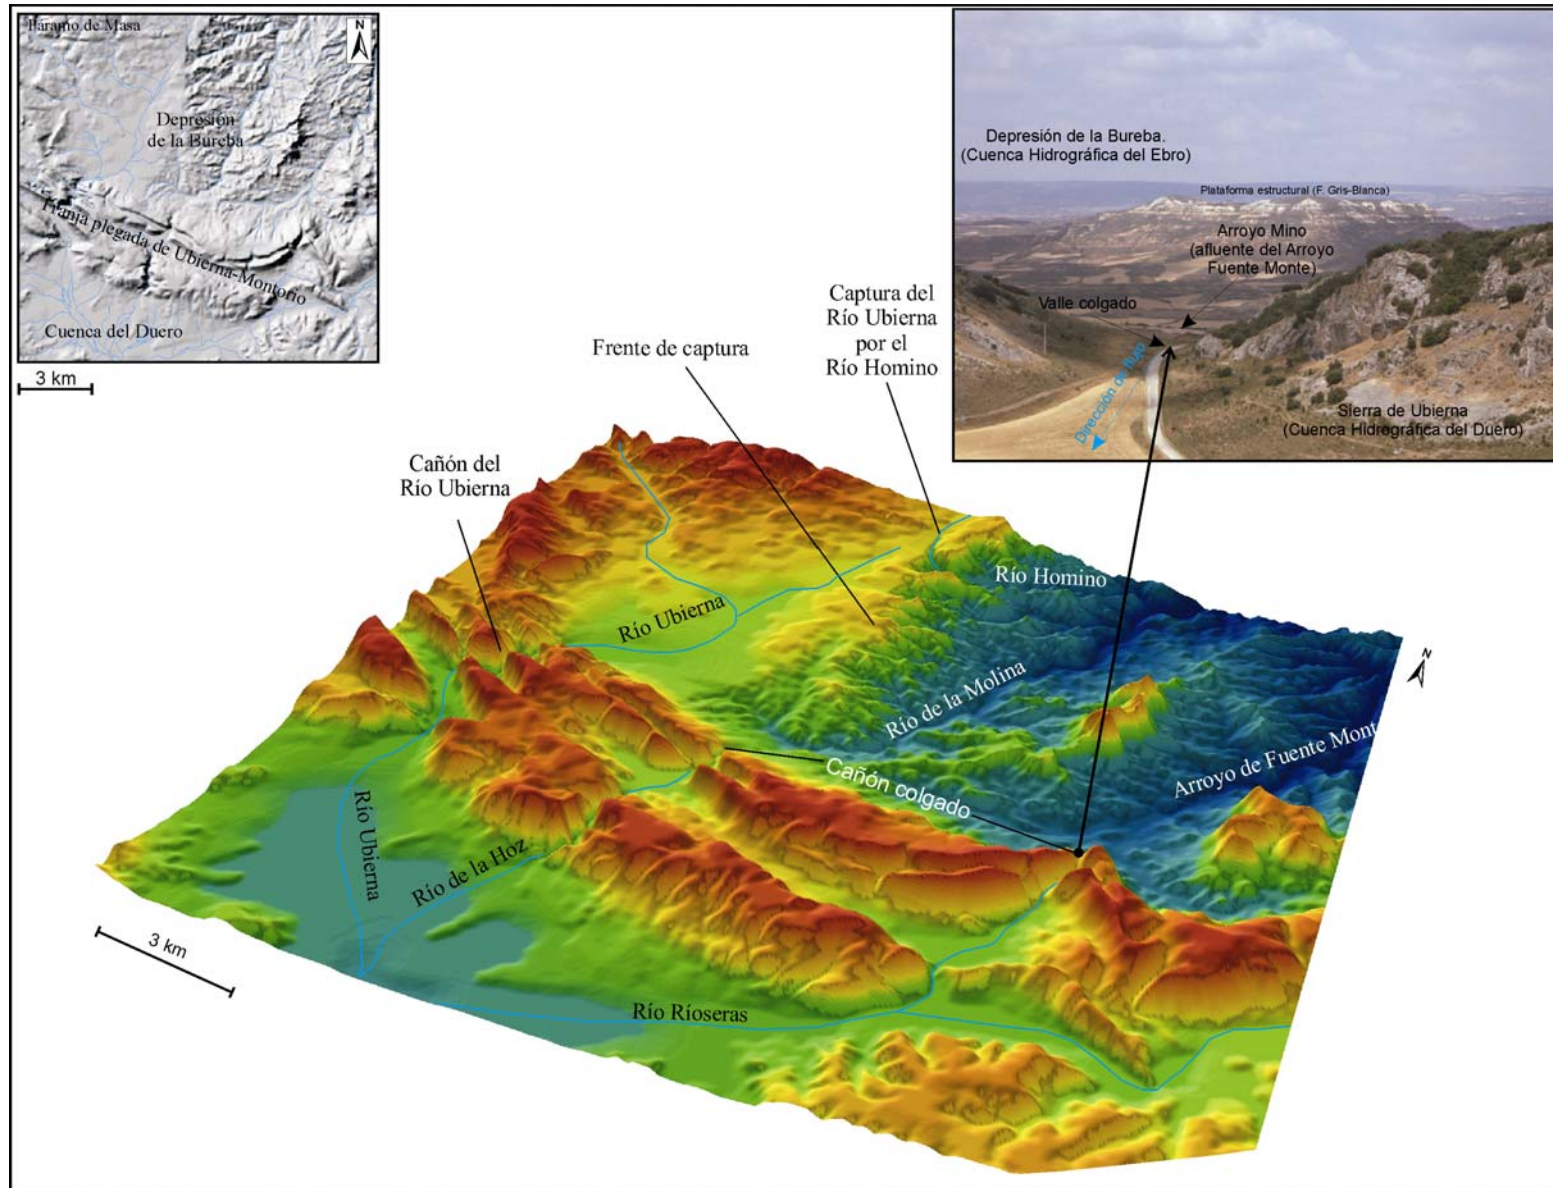 Páramo de Masa
N
Depresión
de la Bureba
Franja plegada de Ubierna-Montorio
Cuenca del Duero
3 km
Depresión de la Bureba.
(Cuenca Hidrográfica del Ebro)
Plataforma estructural (F. Gris-Blanca)
Arroyo Mino
(afluente del Arroyo
Fuente Monte)
Valle colgado
Dirección de flujo
Sierra de Ubierna
(Cuenca Hidrográfica del Duero)
Captura del
Río Ubierna
por el
Río Homino
Frente de captura
Cañón del
Río Ubierna
Río Homino
Río Ubierna
N
Río de la Molina
Arroyo de Fuente Mont
Cañón colgado
Río Ubierna
Río de la Hoz
3 km
Río Ríoseras